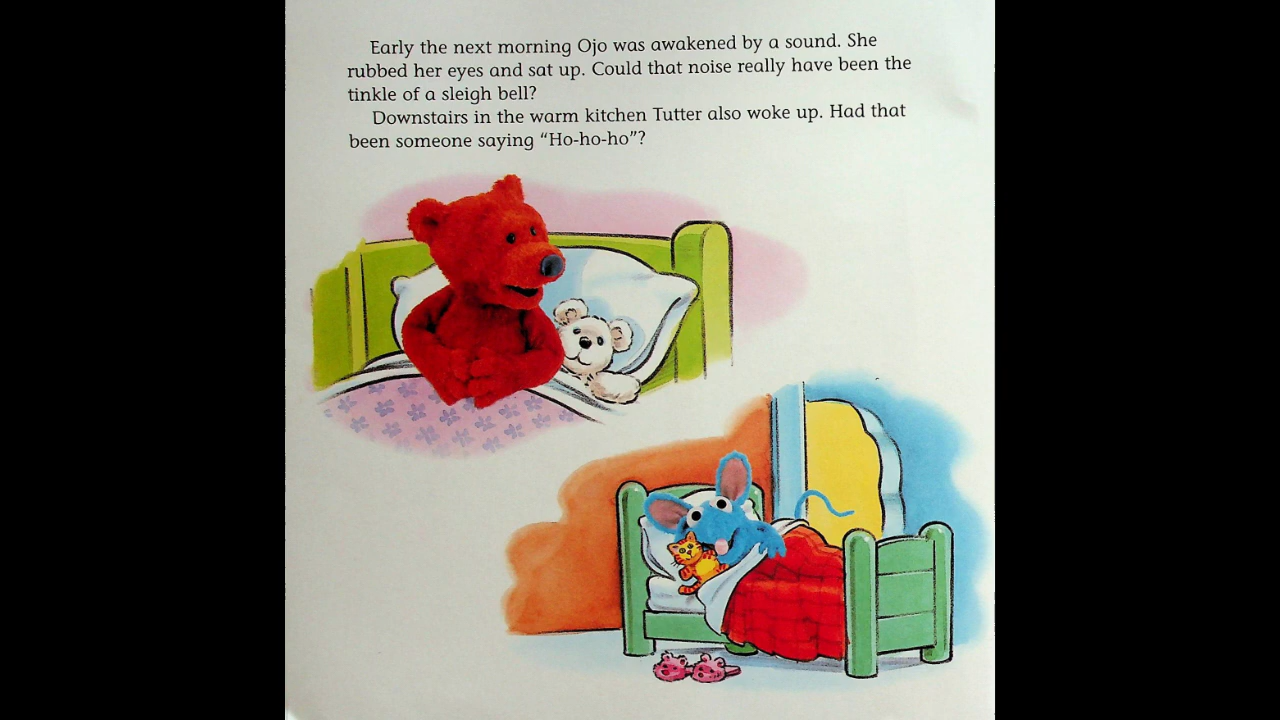 Early the next morning Ojo was awakened by a sound. She
rubbed her eyes and sat up. Could that noise really have been the
tinkle of a sleigh bell?
Downstairs in the warm kitchen Tutter also woke up. Had that
been someone saying “Ho-ho-ho”?